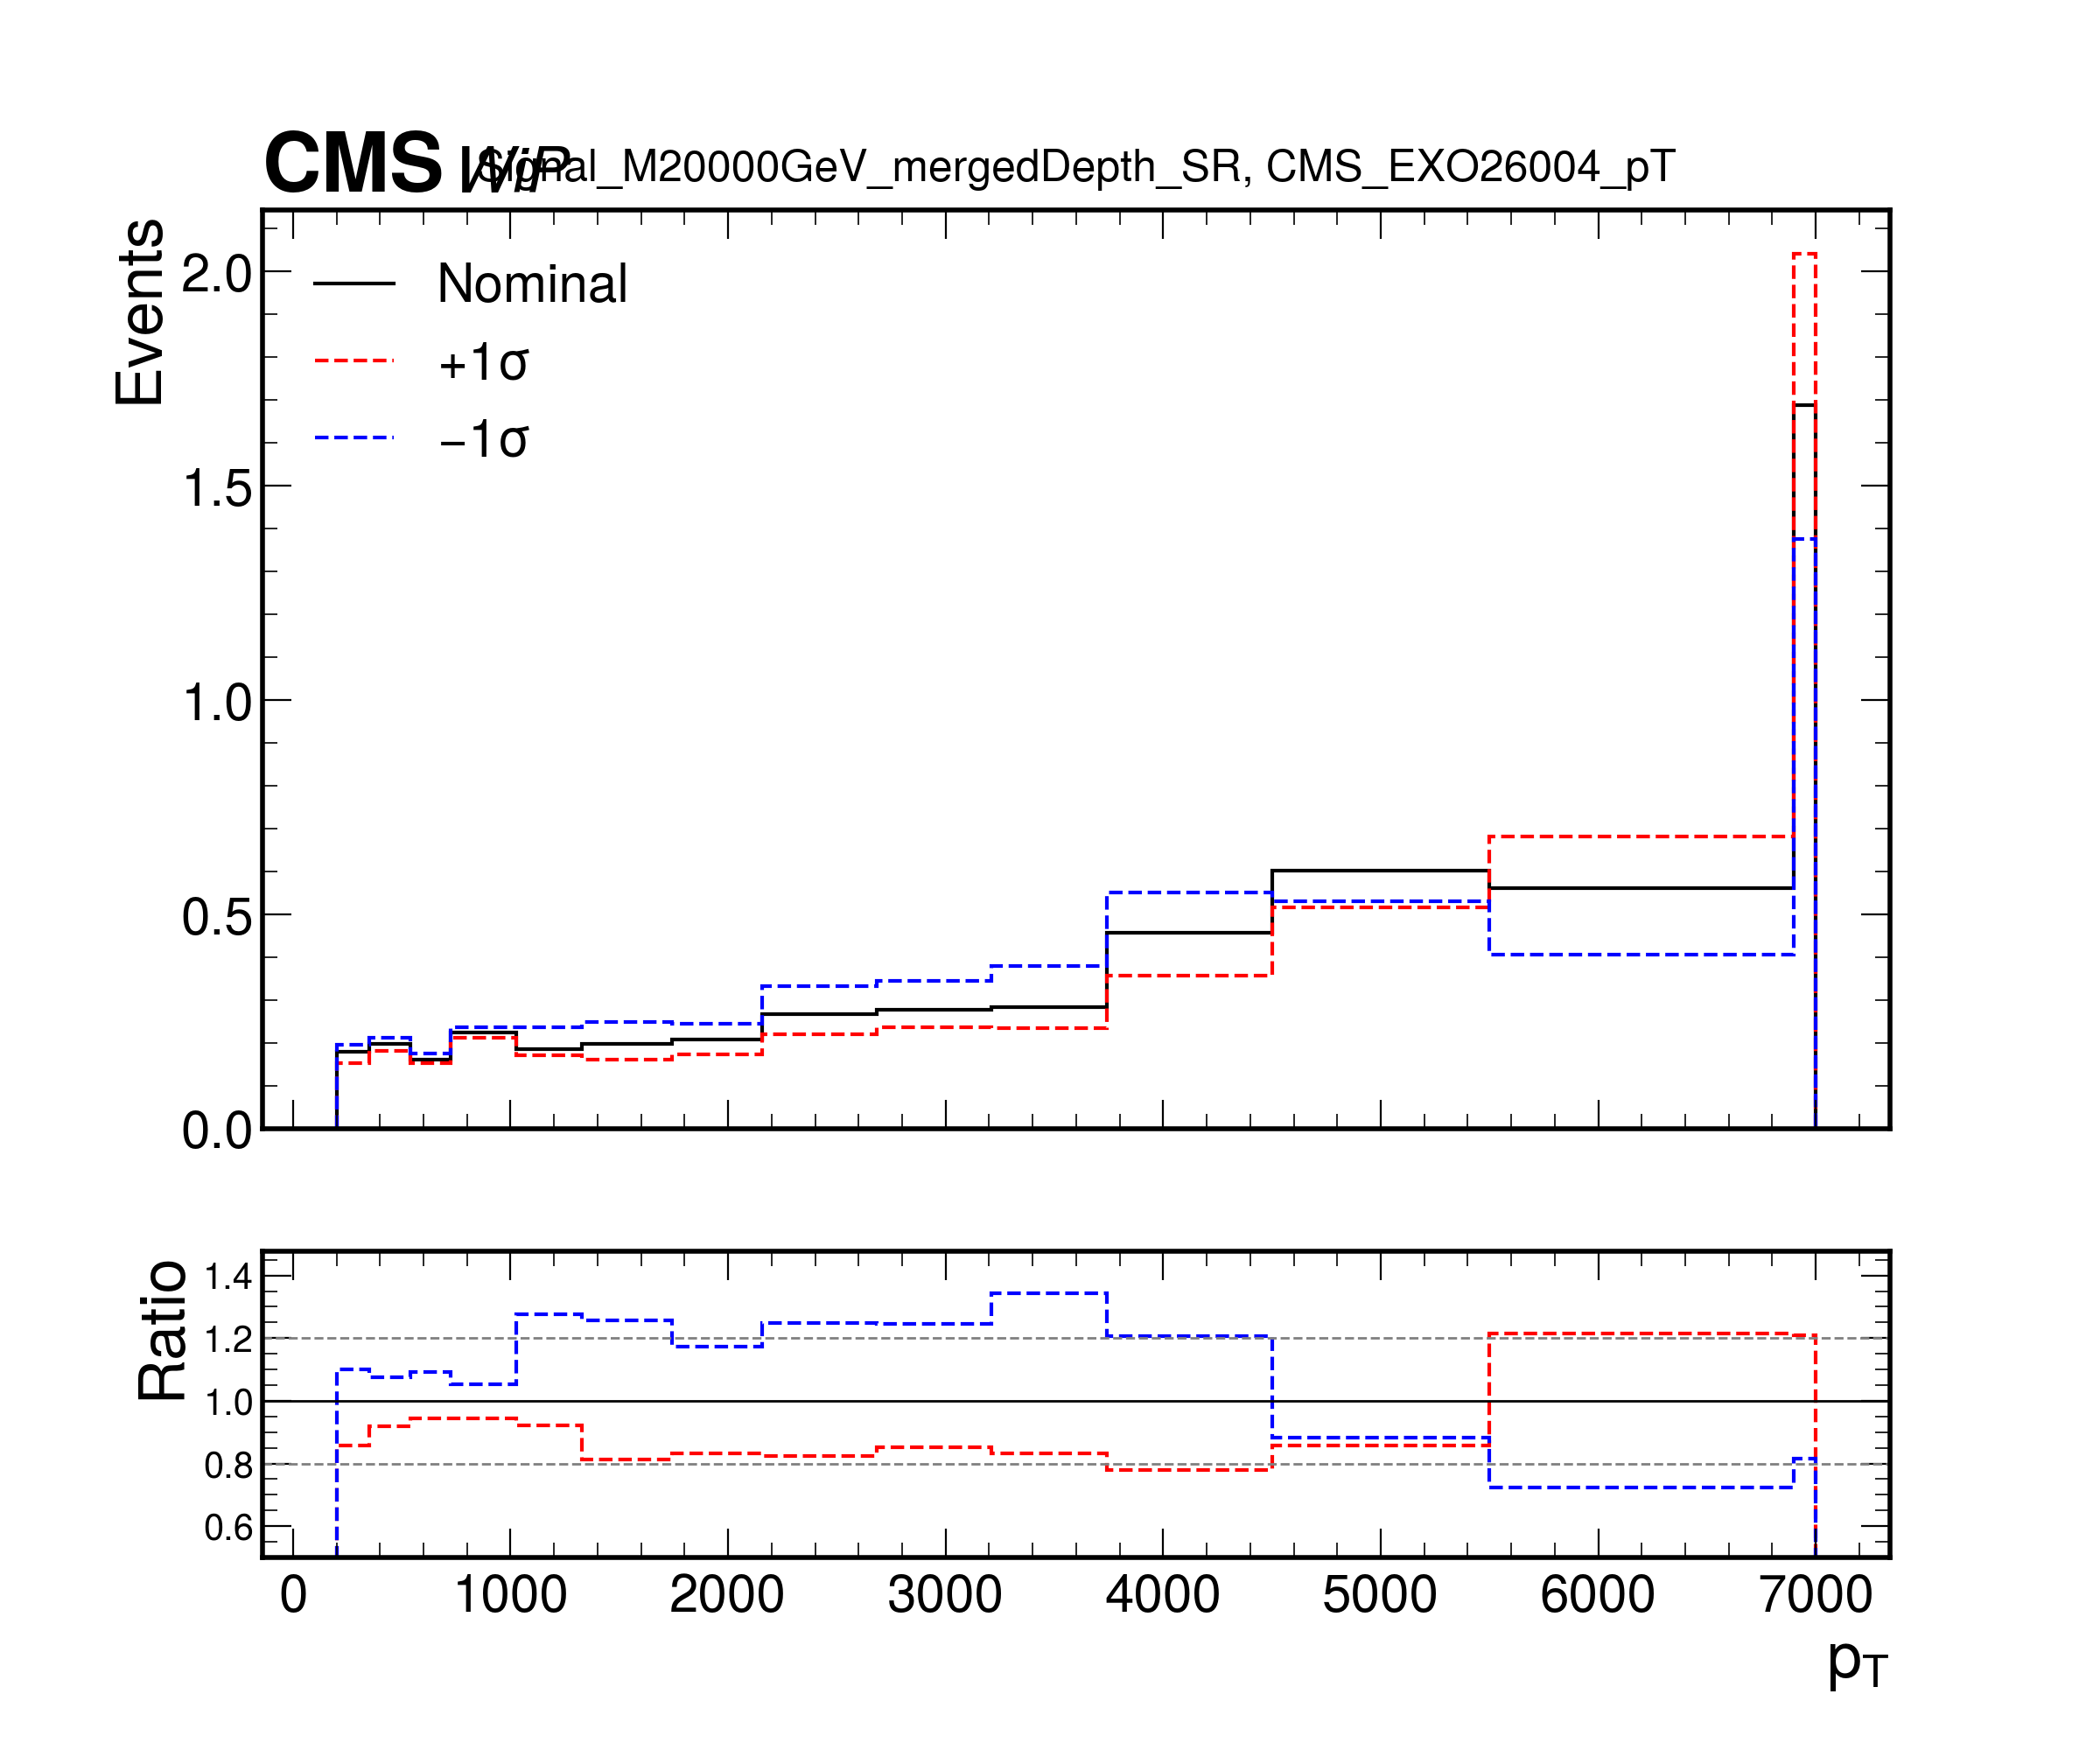 CMS WiP Signal_M20000GeV_mergedDepth_SR, CMS_EXO26004_pT
Events
2.0
1.5
1.0
0.5
0.0
Nominal
+1σ
−1σ
Ratio
1.4
1.2
1.0
0.8
0.6
0 1000 2000 3000 4000 5000 6000 7000
pT